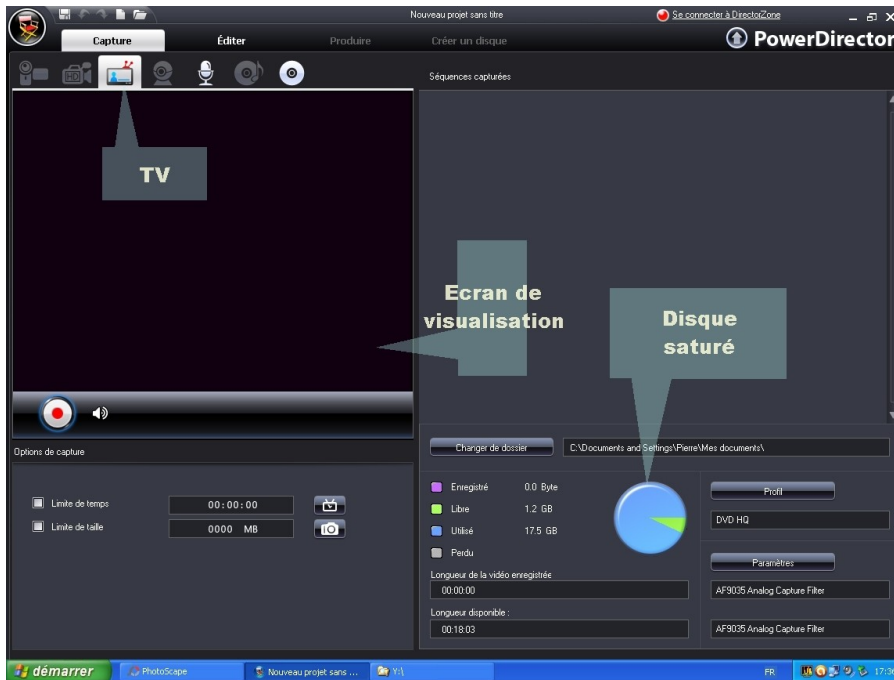 Nouveau projet sans titre
Se connecter à DirectorZone
Capture
Éditer
Produire
Créer un disque
PowerDirector
HD
Séquences capturées
TV
Ecran de
visualisation
Disque
saturé
Changer de dossier
C:\Documents and Settings\Pierre\Mes documents\
Options de capture
Limite de temps
00:00:00
Limite de taille
0000 MB
Enregistré 0.0 Byte
Libre 1.2 GB
Utilisé 17.5 GB
Perdu
Longueur de la vidéo enregistrée
00:00:00
Longueur disponible :
00:18:03
Profil
DVD HQ
Paramètres
AF9035 Analog Capture Filter
AF9035 Analog Capture Filter
démarrer
PhotoScape
Nouveau projet sans ...
Y:\
FR
17:36